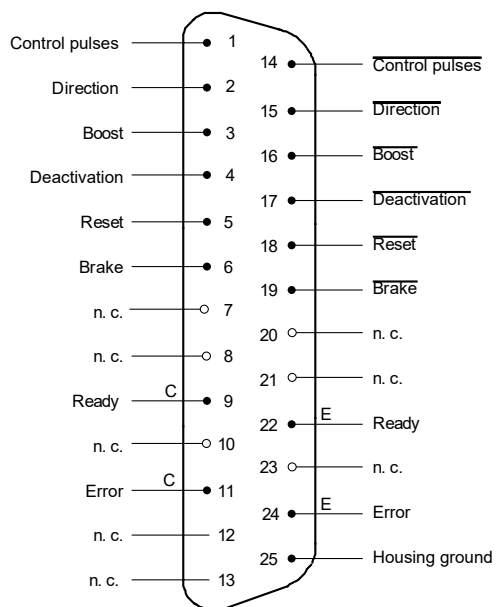 Control pulses 1
14 Control pulses
Direction 2
15 Direction
Boost 3
16 Boost
Deactivation 4
17 Deactivation
Reset 5
18 Reset
Brake 6
19 Brake
n. c. 7
20 n. c.
n. c. 8
21 n. c.
Ready C 9
22 E Ready
n. c. 10
23 n. c.
Error C 11
24 E Error
n. c. 12
25 Housing ground
n. c. 13